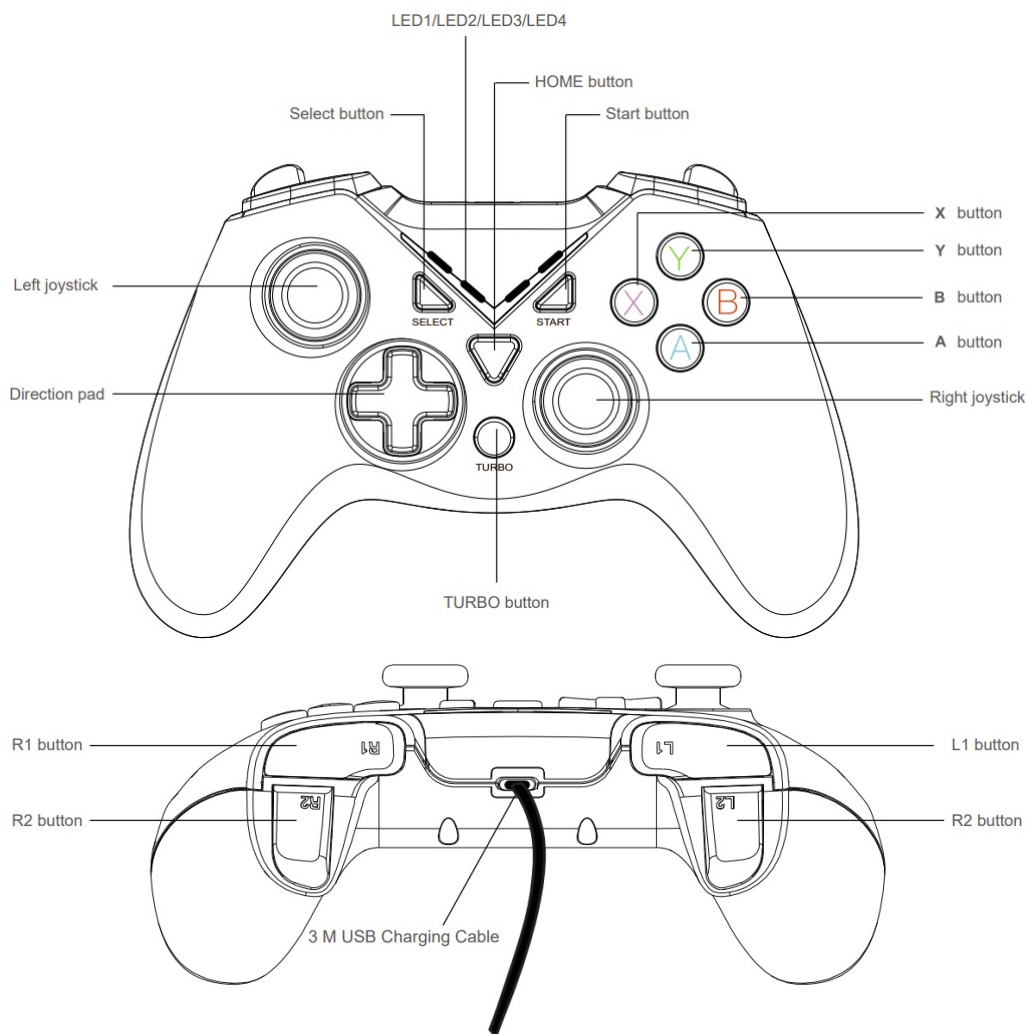 LED1/LED2/LED3/LED4
HOME button
Select button
Start button
X button
Y button
Y
Left joystick
X
B
B button
SELECT
START
A button
A
Direction pad
Right joystick
TURBO
TURBO button
R1 button
R1
L1
L1 button
R2 button
R2
L2
R2 button
3 M USB Charging Cable